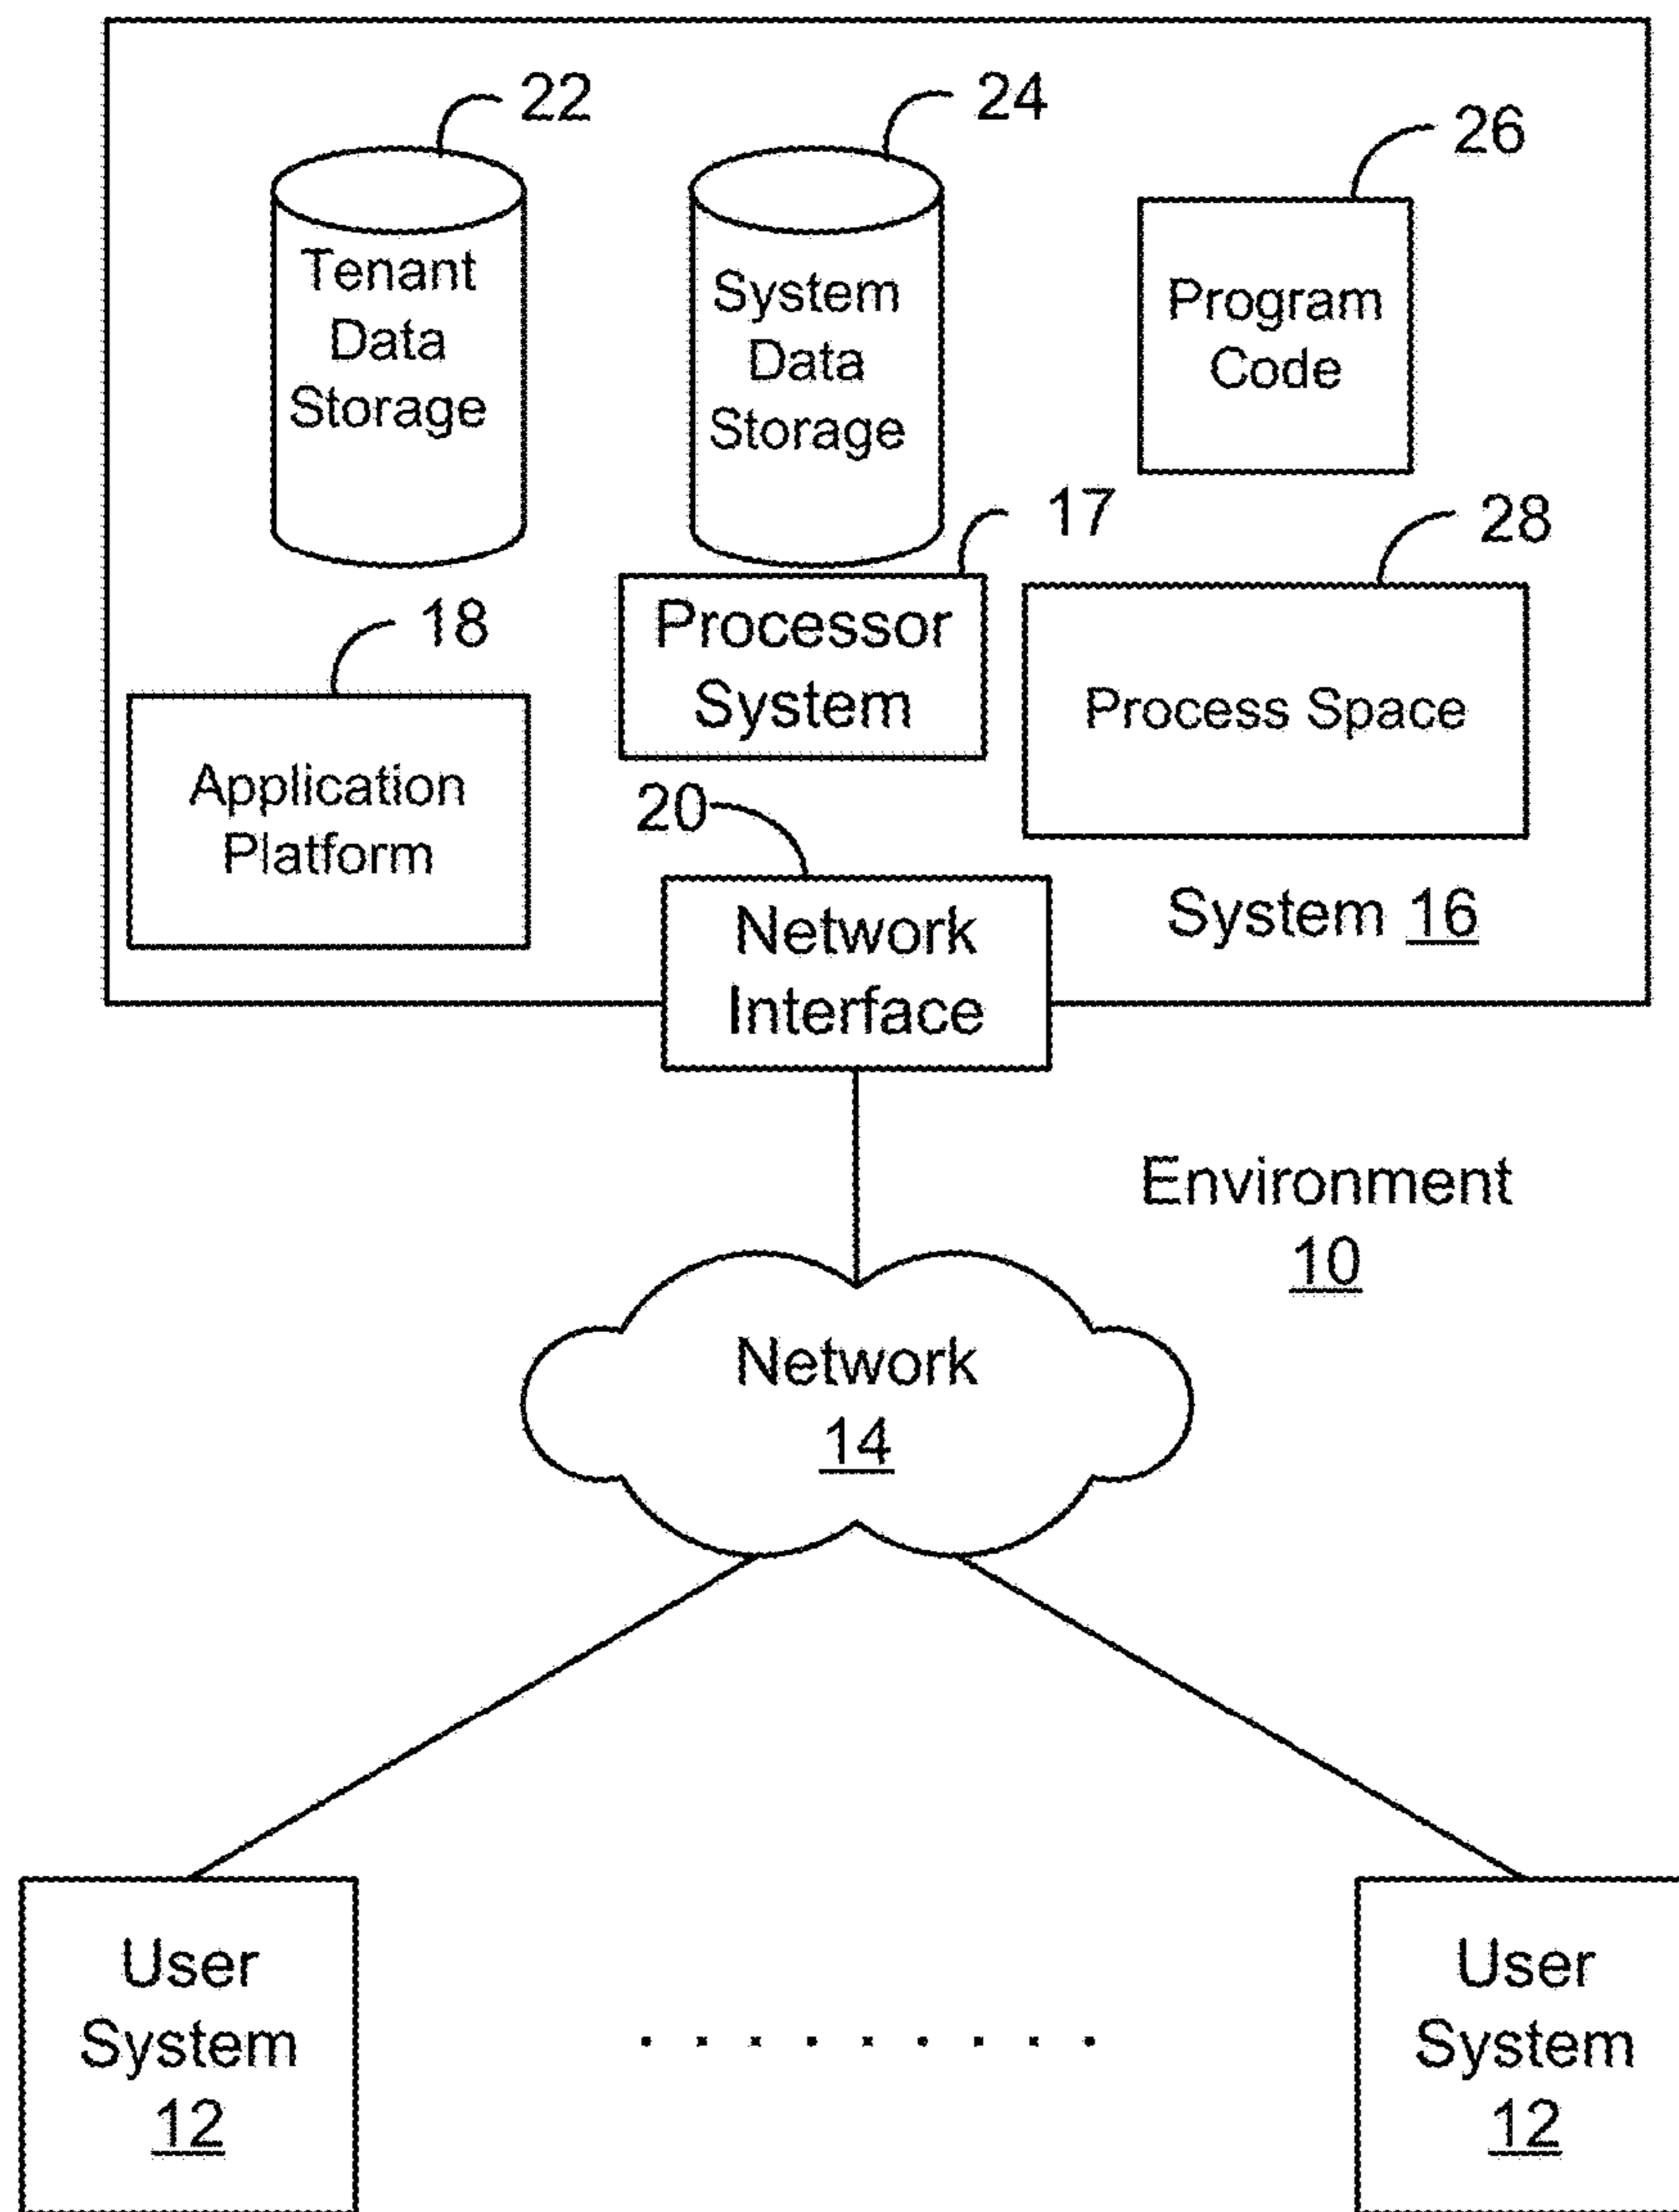 22
24
26
Tenant
Data
Storage
System
Data
Storage
Program
Code
17
28
18
Processor
System
Process Space
Application
Platform
20
Network
Interface
System 16
Environment
10
Network
14
User
System
12
User
System
12